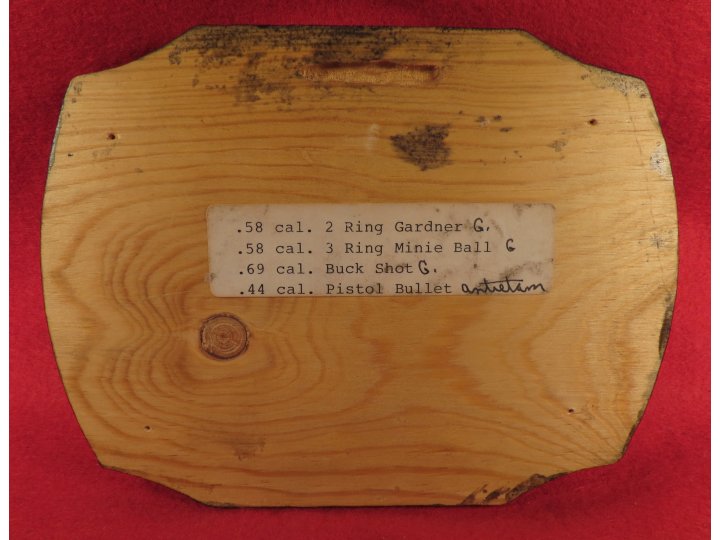 .58 cal. 2 Ring Gardner G.
.58 cal. 3 Ring Minie Ball G
.69 cal. Buck Shot G.
.44 cal. Pistol Bullet antietam